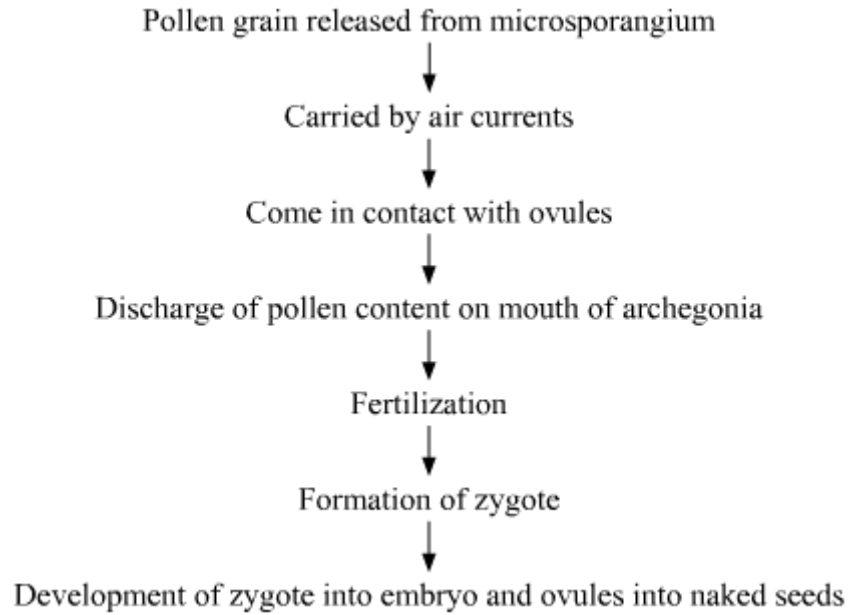 Pollen grain released from microsporangium
Carried by air currents
Come in contact with ovules
Discharge of pollen content on mouth of archegonia
Fertilization
Formation of zygote
Development of zygote into embryo and ovules into naked seeds